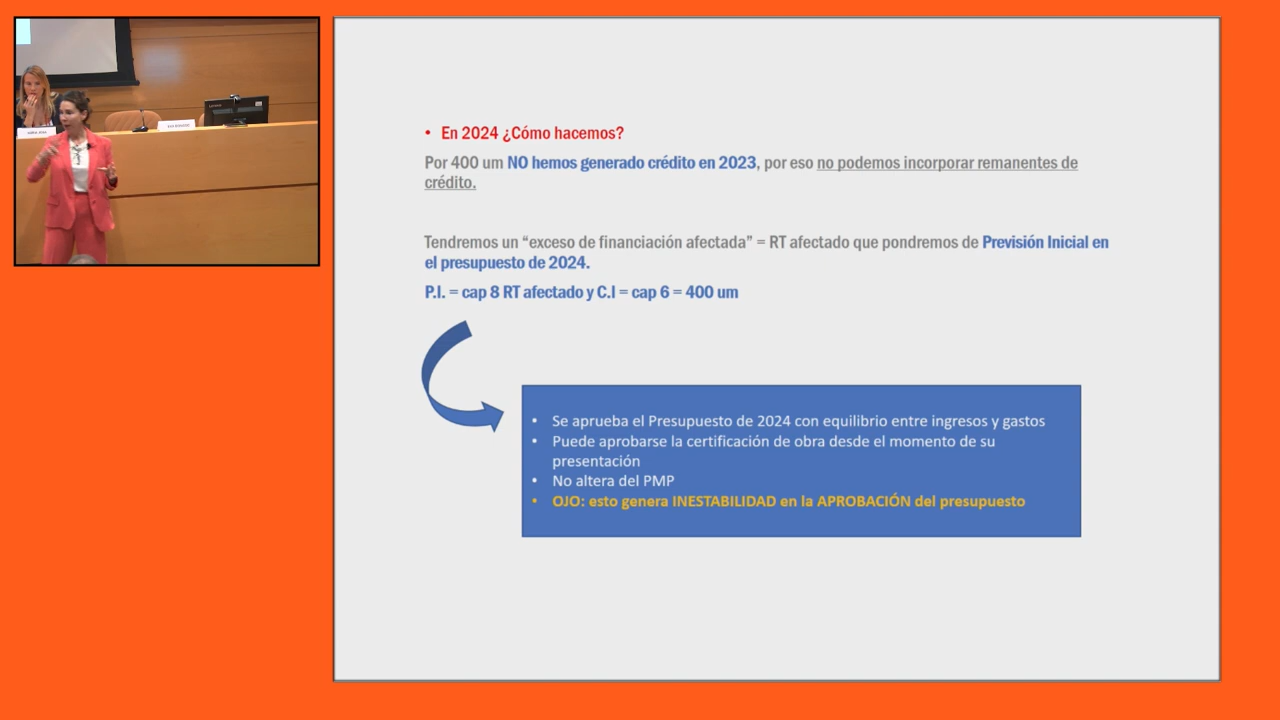 • En 2024 ¿Cómo hacemos?
Por 400 um NO hemos generado crédito en 2023, por eso no podemos incorporar remanentes de
crédito.
Tendremos un “exceso de financiación afectada” = RT afectado que pondremos de Previsión Inicial en
el presupuesto de 2024.
P.I. = cap 8 RT afectado y C.I = cap 6 = 400 um
• Se aprueba el Presupuesto de 2024 con equilibrio entre ingresos y gastos
• Puede aprobarse la certificación de obra desde el momento de su
presentación
• No altera del PMP
• OJO: esto genera INESTABILIDAD en la APROBACIÓN del presupuesto